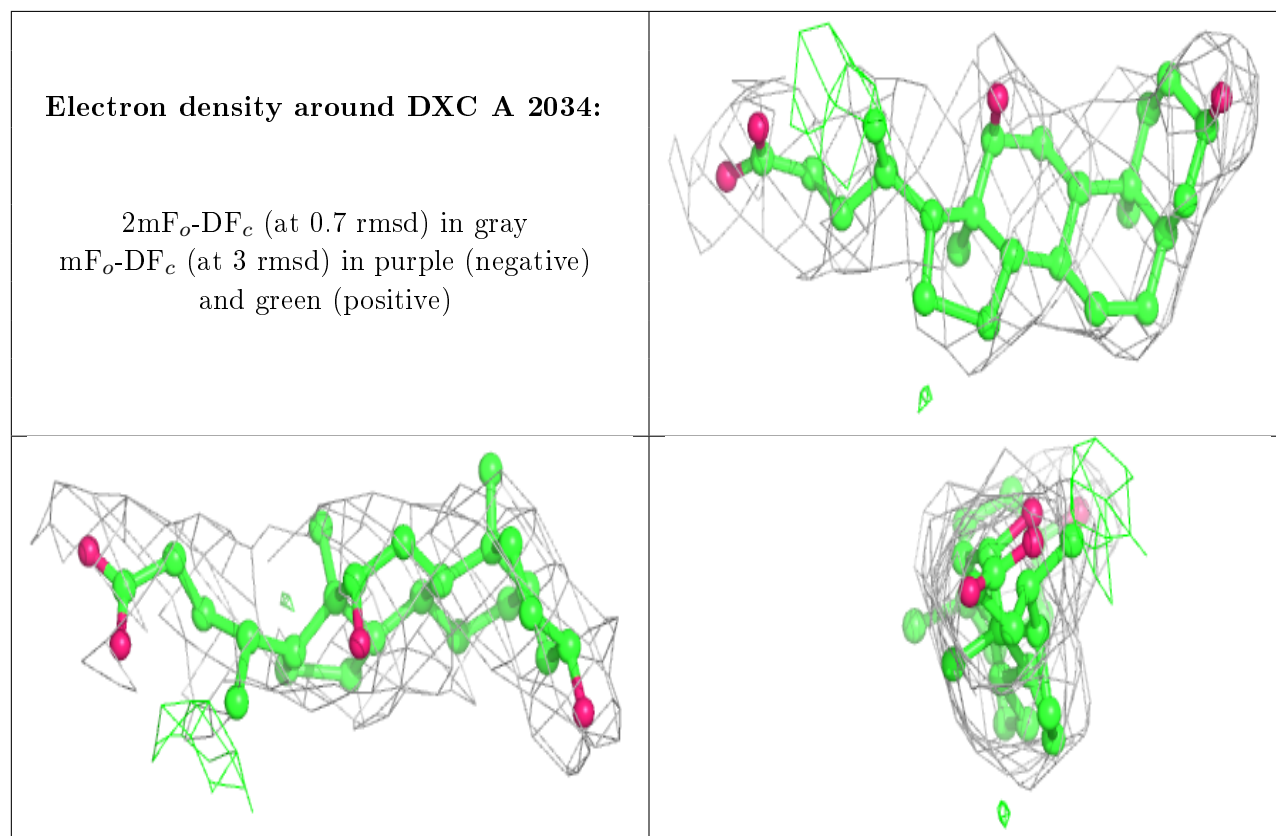 Electron density around DXC A 2034:
2mFo-DFc (at 0.7 rmsd) in gray
mFo-DFc (at 3 rmsd) in purple (negative)
and green (positive)